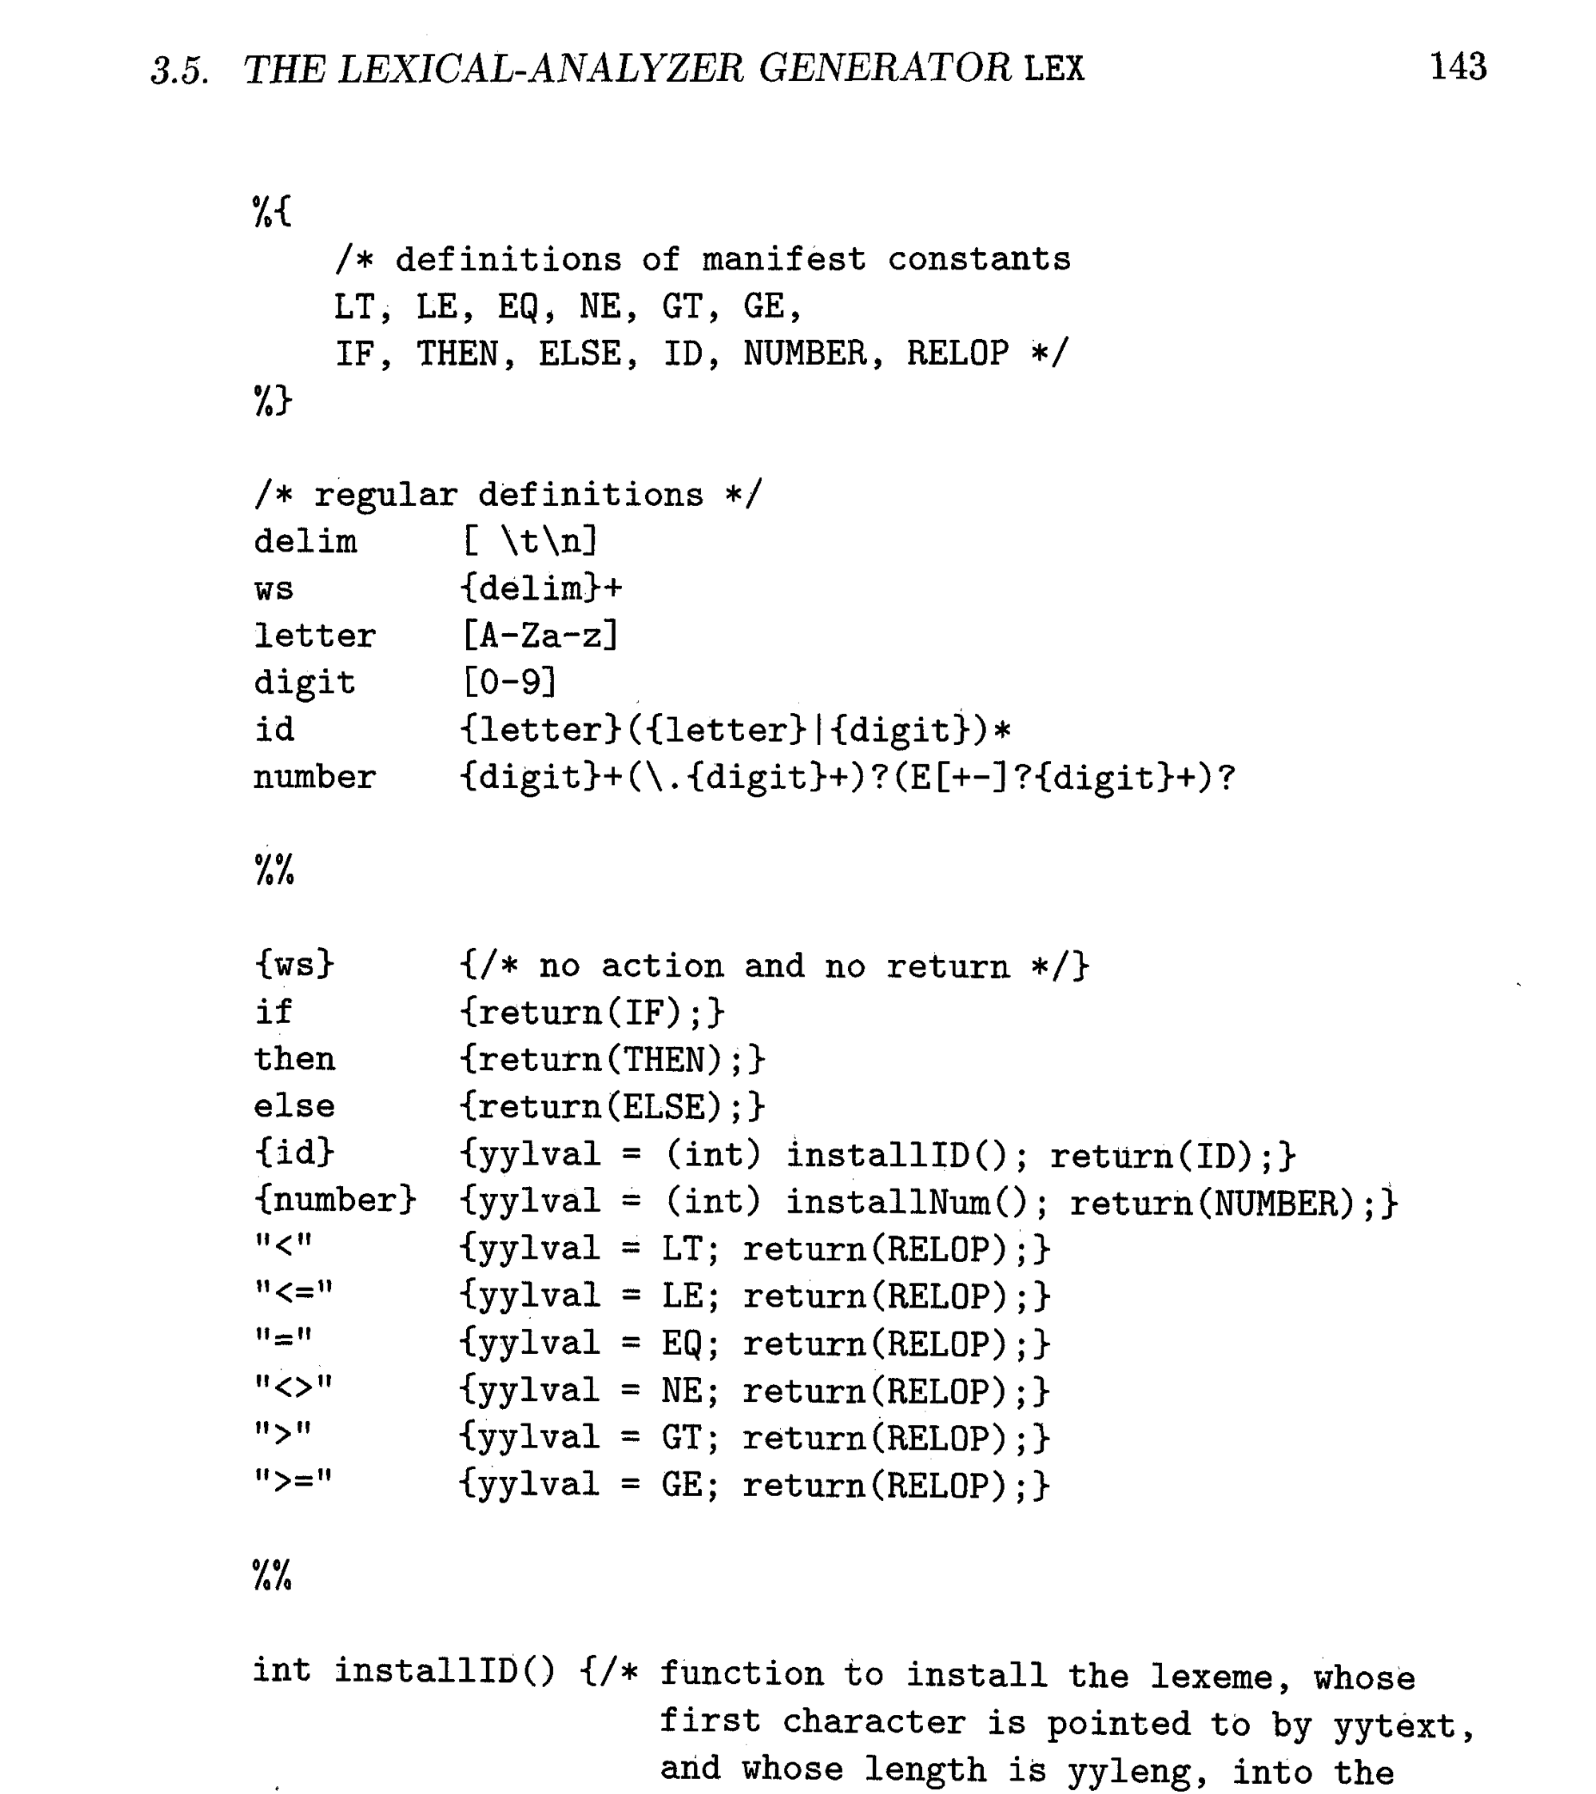 3.5. THE LEXICAL-ANALYZER GENERATOR LEX 143
%{
/* definitions of manifest constants
LT, LE, EQ, NE, GT, GE,
IF, THEN, ELSE, ID, NUMBER, RELOP */
%}
/* regular definitions */
delim [ \t\n]
ws {delim}+
letter [A-Za-z]
digit [0-9]
id {letter}({letter}|{digit})*
number {digit}+(\.{digit}+)?(E[+-]?{digit}+)?
%%
{ws} {/* no action and no return */}
if {return(IF);}
then {return(THEN);}
else {return(ELSE);}
{id} {yylval = (int) installID(); return(ID);}
{number} {yylval = (int) installNum(); return(NUMBER);}
"<" {yylval = LT; return(RELOP);}
"<=" {yylval = LE; return(RELOP);}
"=" {yylval = EQ; return(RELOP);}
"<>" {yylval = NE; return(RELOP);}
">" {yylval = GT; return(RELOP);}
">=" {yylval = GE; return(RELOP);}
%%
int installID() {/* function to install the lexeme, whose
first character is pointed to by yytext,
and whose length is yyleng, into the